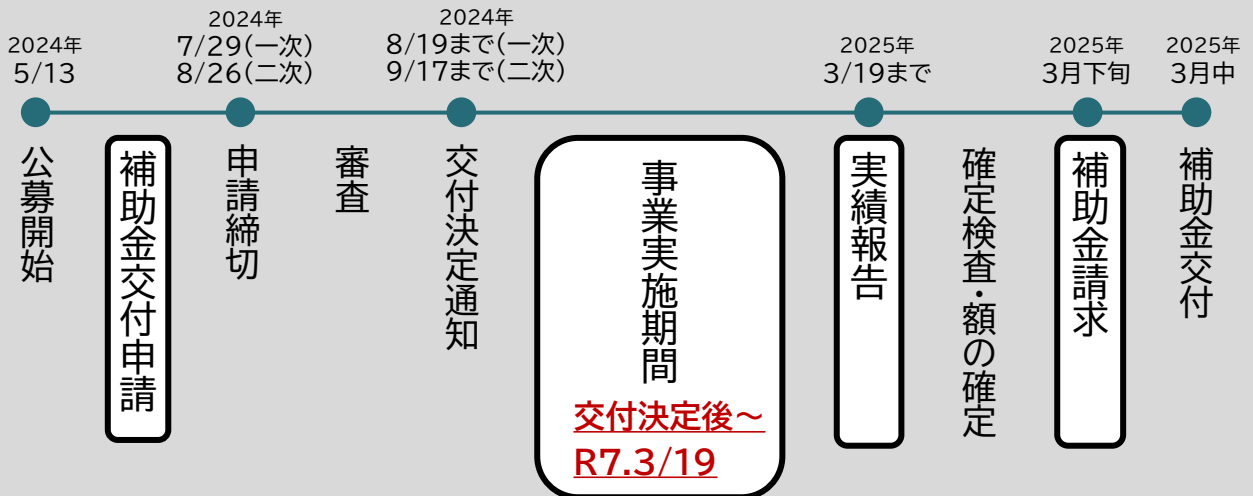 2024年
5/13
2024年
7/29(一次)
8/26(二次)
2024年
8/19まで(一次)
9/17まで(二次)
2025年
3/19まで
2025年
3月下旬
2025年
3月中
公募開始
補助金交付申請
申請締切
審査
交付決定通知
事業実施期間
交付決定後～
R7.3/19
実績報告
確定検査・額の確定
補助金請求
補助金交付